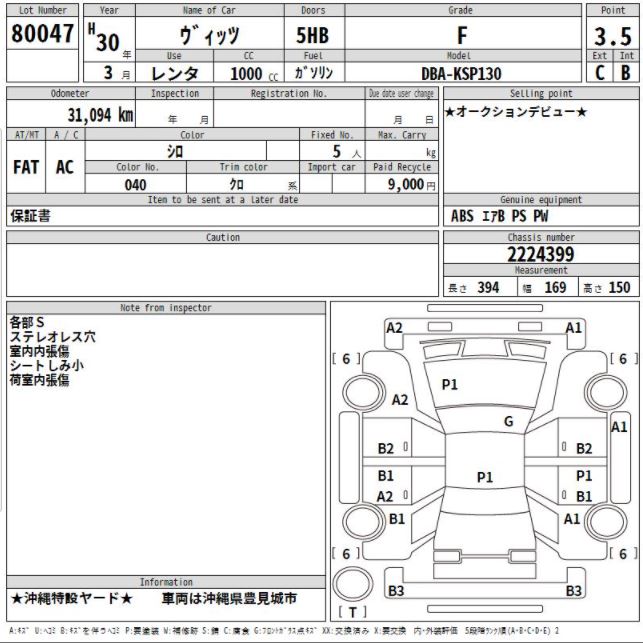 Lot Number Year Name of Car Doors Grade Point
80047 H30年 ヴィッツ 5HB F 3.5
Use CC Fuel Model Ext Int
3 月 レンタ 1000 CC ガソリン DBA-KSP130 C B
Odometer Inspection Registration No. Due date user change Selling point
31,094 km 年 月 月 日 ★オークションデビュー★
AT/MT A / C Color Fixed No. Max. Carry
FAT AC シロ 5 人 kg
Color No. Trim color Import car Paid Recycle
040 クロ 系 9,000 円
Item to be sent at a later date Genuine equipment
保証書 ABS エアB PS PW
Caution Chassis number
2224399
Measurement
長さ 394 幅 169 高さ 150
Note from inspector
各部S
ステレオレス穴
室内内張傷
シートしみ小
荷室内張傷
A2 A1
[ 6 ] [ 6 ]
P1
A2
G A1
B2 B2
B1 P1 P1
A2 B1
B1 A1
[ 6 ] [ 6 ]
B3 B3
[ T ]
Information
★沖縄特設ヤード★ 車両は沖縄県豊見城市
A:キズ U:ヘコミ B:キズを伴うヘコミ P:要塗装 W:補修跡 S:錆 C:腐食 G:フロントガラス点キズ XX:交換済み X:要交換 内・外装評価 5段階ランク順(A・B・C・D・E) 2